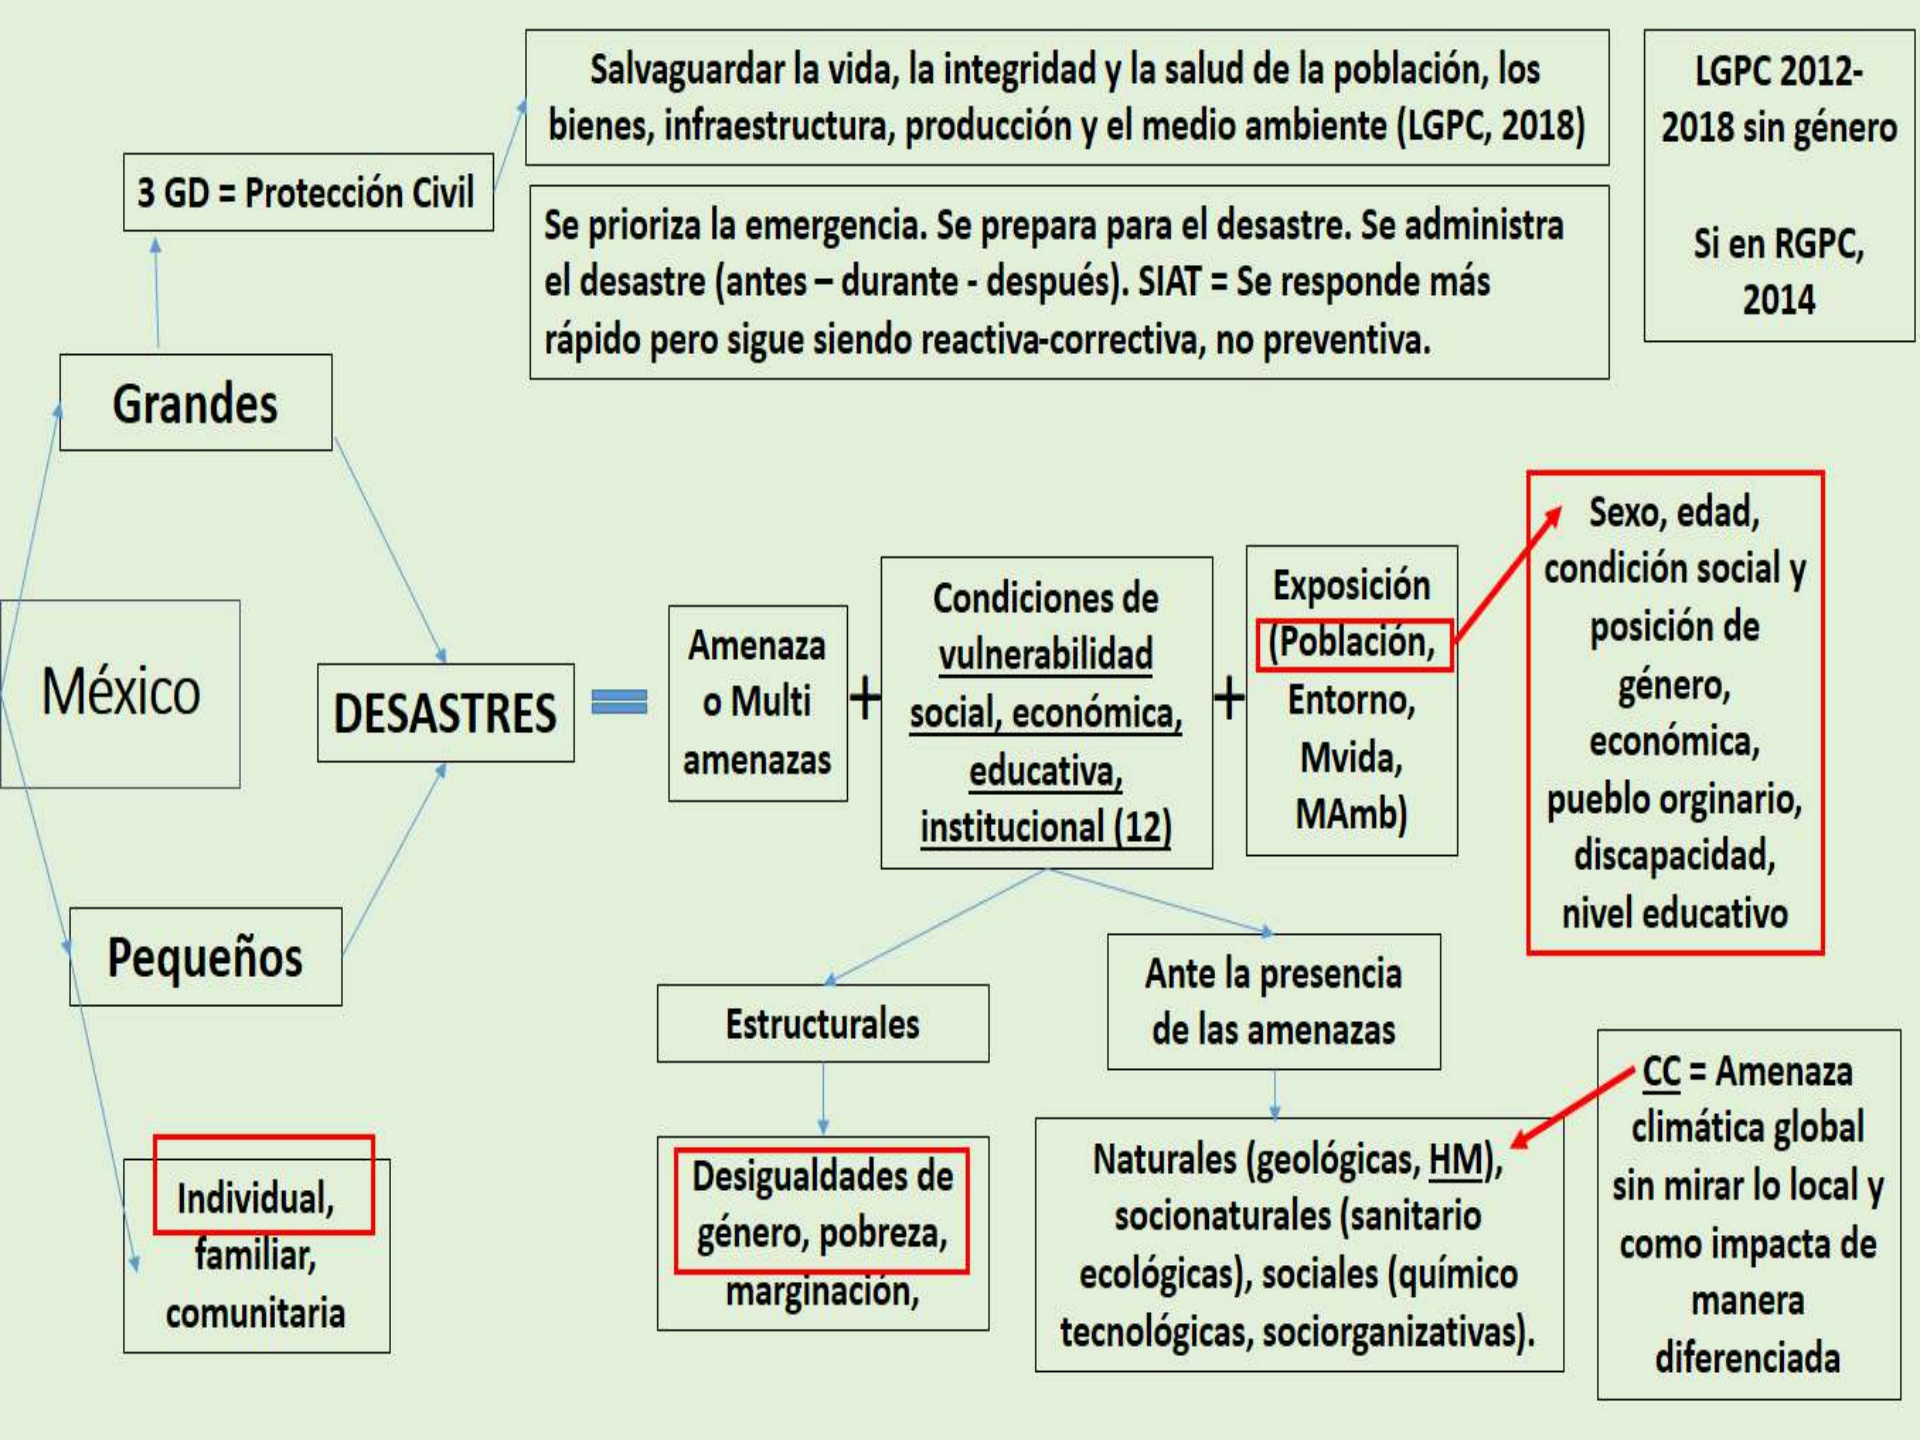 Salvaguardar la vida, la integridad y la salud de la población, los
bienes, infraestructura, producción y el medio ambiente (LGPC, 2018)
LGPC 2012-
2018 sin género
Si en RGPC,
2014
3 GD = Protección Civil
Se prioriza la emergencia. Se prepara para el desastre. Se administra
el desastre (antes – durante - después). SIAT = Se responde más
rápido pero sigue siendo reactiva-correctiva, no preventiva.
Grandes
México
DESASTRES
Amenaza
o Multi
amenazas
+
Condiciones de
vulnerabilidad
social, económica,
educativa,
institucional (12)
+
Exposición
(Población,
Entorno,
Mvida,
MAmb)
Sexo, edad,
condición social y
posición de
género,
económica,
pueblo orginario,
discapacidad,
nivel educativo
Pequeños
Estructurales
Ante la presencia
de las amenazas
Individual,
familiar,
comunitaria
Desigualdades de
género, pobreza,
marginación,
Naturales (geológicas, HM),
socionaturales (sanitario
ecológicas), sociales (químico
tecnológicas, sociorganizativas).
CC = Amenaza
climática global
sin mirar lo local y
como impacta de
manera
diferenciada